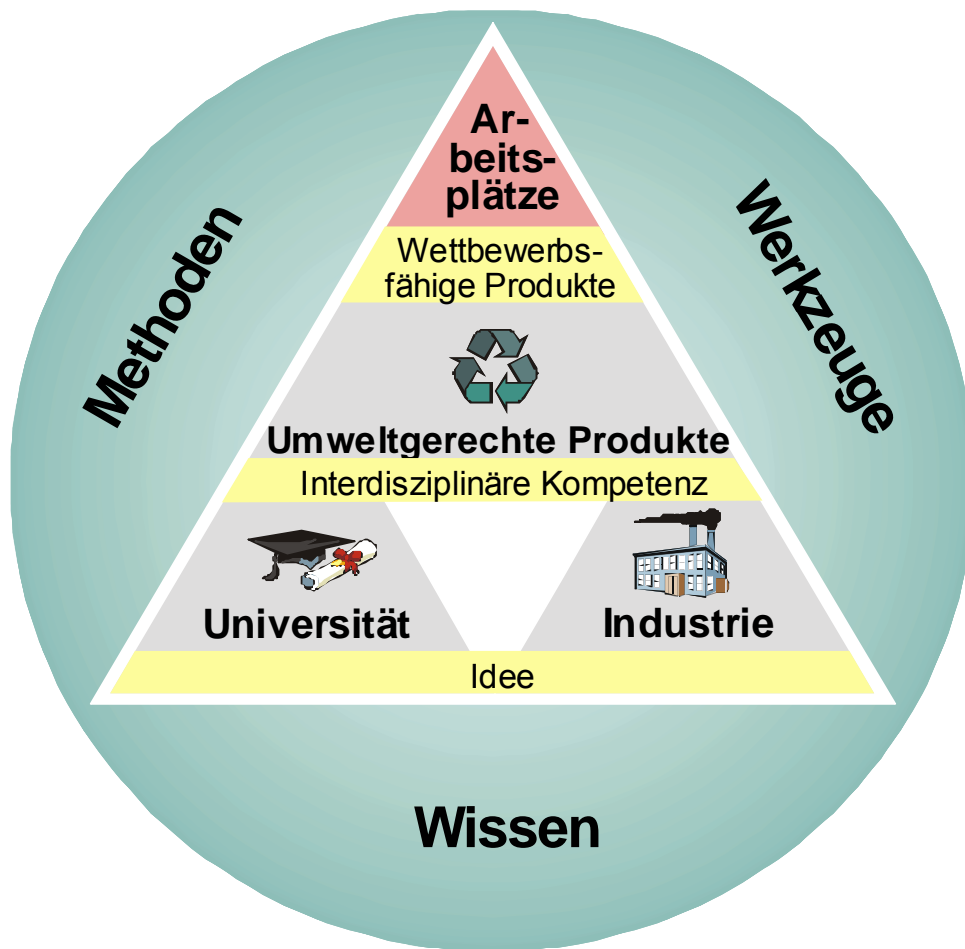 Ar-
beits-
plätze
Methoden
Werkzeuge
Wettbewerbs-
fähige Produkte
Umweltgerechte Produkte
Interdisziplinäre Kompetenz
Universität
Industrie
Idee
Wissen